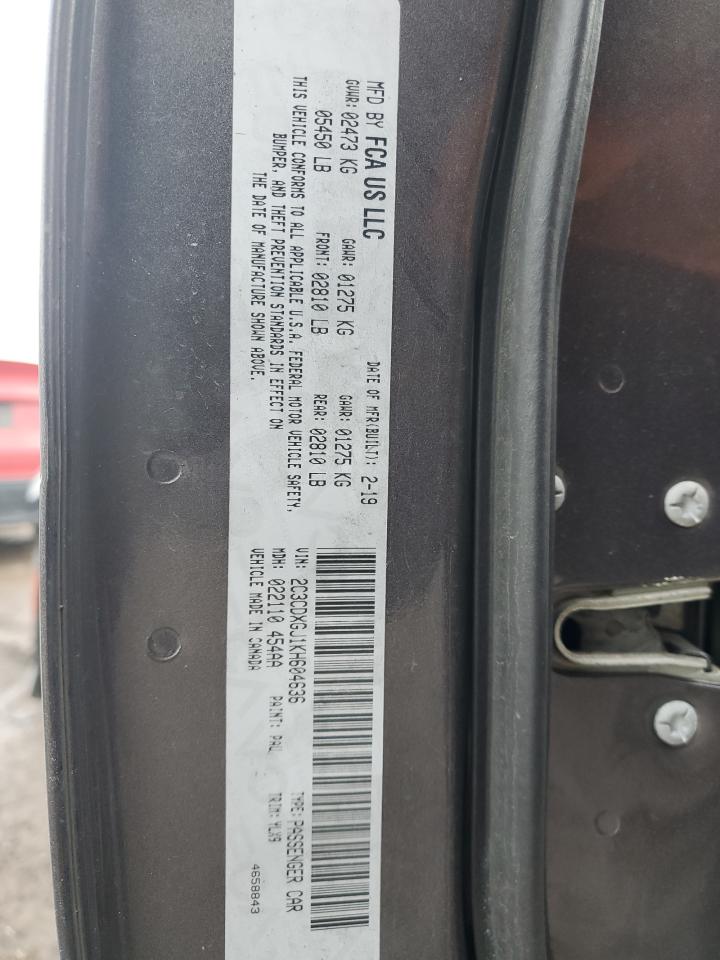 MFD BY FCA US LLC
DATE OF MFR(BUILT): 2-19
GVWR: 02473 KG GAWR: 01275 KG GAWR: 01275 KG
05450 LB FRONT: 02810 LB REAR: 02810 LB
THIS VEHICLE CONFORMS TO ALL APPLICABLE U.S.A. FEDERAL MOTOR VEHICLE SAFETY,
BUMPER, AND THEFT PREVENTION STANDARDS IN EFFECT ON
THE DATE OF MANUFACTURE SHOWN ABOVE.
VIN: 2C3CDXGJ1KH604636 TYPE: PASSENGER CAR
MDH: 022110 454AA PAINT: PAU TRIM: YLX9
VEHICLE MADE IN CANADA 4658843